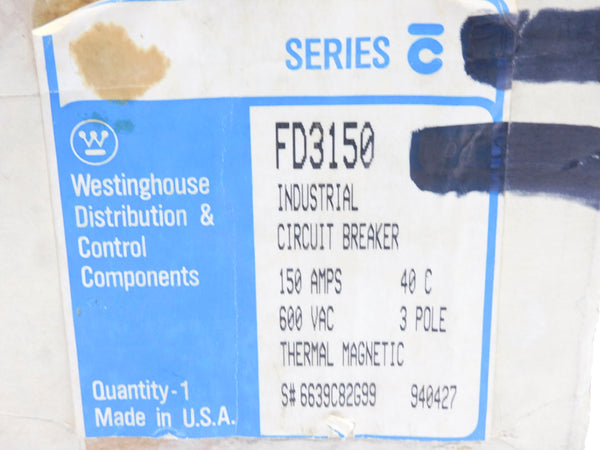 SERIES C
FD3150
INDUSTRIAL
CIRCUIT BREAKER
150 AMPS 40 C
600 VAC 3 POLE
THERMAL MAGNETIC
S# 6639C82G99 940427
W
Westinghouse
Distribution &
Control
Components
Quantity-1
Made in U.S.A.